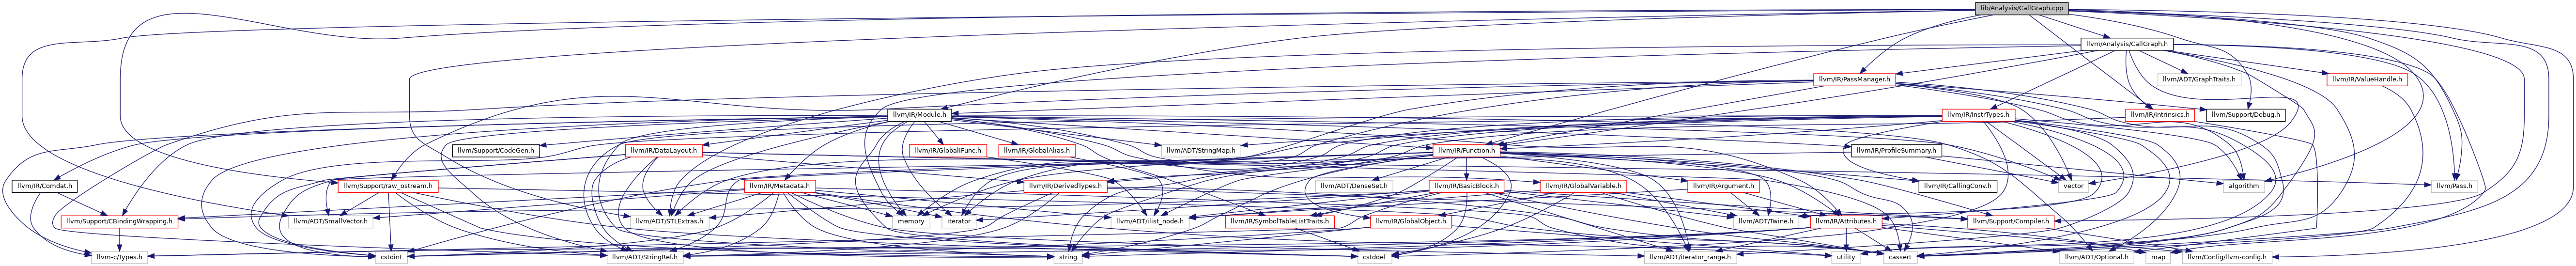 lib/Analysis/CallGraph.cpp
llvm/Analysis/CallGraph.h
llvm/IR/PassManager.h
llvm/ADT/GraphTraits.h
llvm/IR/ValueHandle.h
llvm/IR/Module.h
llvm/IR/InstrTypes.h
llvm/IR/Intrinsics.h
llvm/Support/Debug.h
llvm/Support/CodeGen.h
llvm/IR/DataLayout.h
llvm/IR/GlobalIFunc.h
llvm/IR/GlobalAlias.h
llvm/ADT/StringMap.h
llvm/IR/Function.h
llvm/IR/ProfileSummary.h
llvm/IR/Comdat.h
llvm/Support/raw_ostream.h
llvm/IR/Metadata.h
llvm/IR/DerivedTypes.h
llvm/ADT/DenseSet.h
llvm/IR/BasicBlock.h
llvm/IR/GlobalVariable.h
llvm/IR/Argument.h
llvm/IR/CallingConv.h
vector
algorithm
llvm/Pass.h
llvm/Support/CBindingWrapping.h
llvm/ADT/SmallVector.h
llvm/ADT/STLExtras.h
memory
iterator
llvm/ADT/ilist_node.h
llvm/IR/SymbolTableListTraits.h
llvm/IR/GlobalObject.h
llvm/ADT/Twine.h
llvm/IR/Attributes.h
llvm/Support/Compiler.h
llvm-c/Types.h
cstdint
llvm/ADT/StringRef.h
string
cstddef
llvm/ADT/iterator_range.h
utility
cassert
llvm/ADT/Optional.h
map
llvm/Config/llvm-config.h